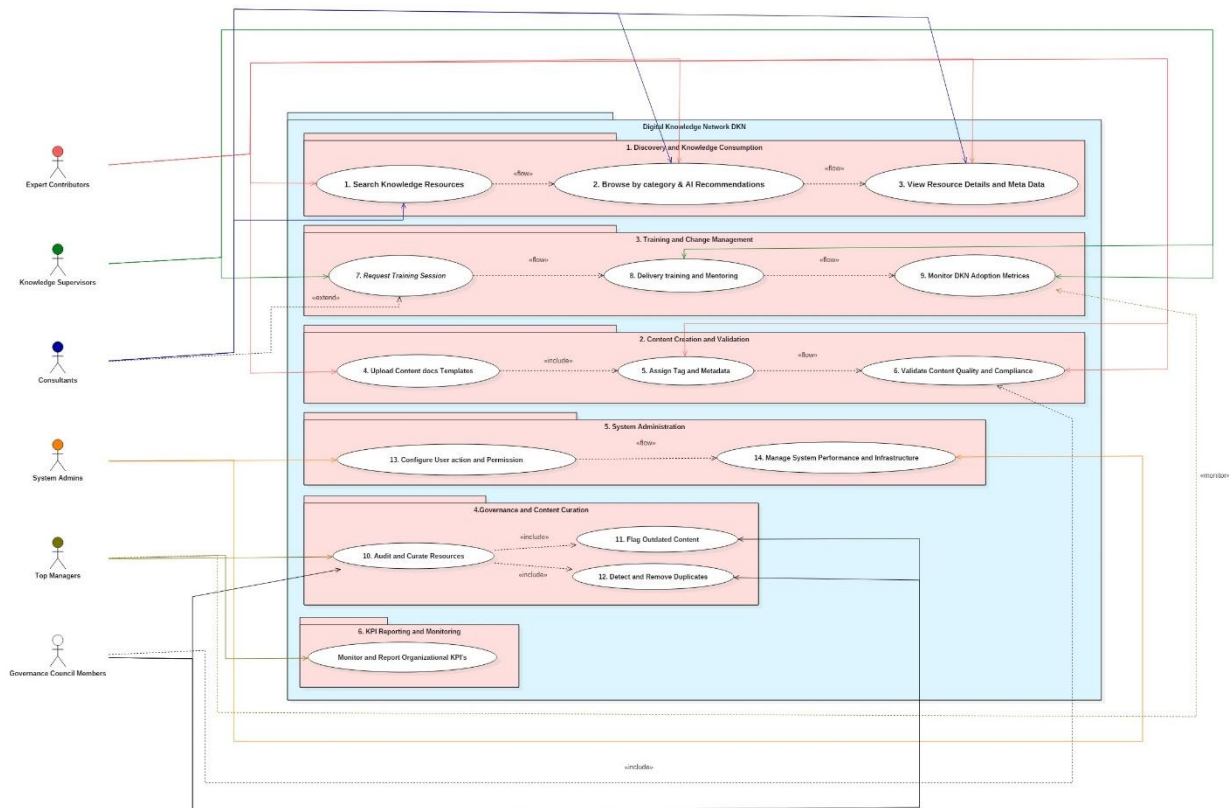 Digital Knowledge Network DKN
1. Discovery and Knowledge Consumption
Expert Contributors
1. Search Knowledge Resources
«flow»
2. Browse by category & AI Recommendations
«flow»
3. View Resource Details and Meta Data
3. Training and Change Management
Knowledge Supervisors
7. Request Training Session
«flow»
8. Delivery training and Mentoring
«flow»
9. Monitor DKN Adoption Metrices
«extend»
2. Content Creation and Validation
Consultants
4. Upload Content docs Templates
«include»
5. Assign Tag and Metadata
«flow»
6. Validate Content Quality and Compliance
5. System Administration
System Admins
13. Configure User action and Permission
«flow»
14. Manage System Performance and Infrastructure
«monitor»
4.Governance and Content Curation
Top Managers
10. Audit and Curate Resources
«include»
11. Flag Outdated Content
«include»
12. Detect and Remove Duplicates
6. KPI Reporting and Monitoring
Governance Council Members
Monitor and Report Organizational KPI's
«include»